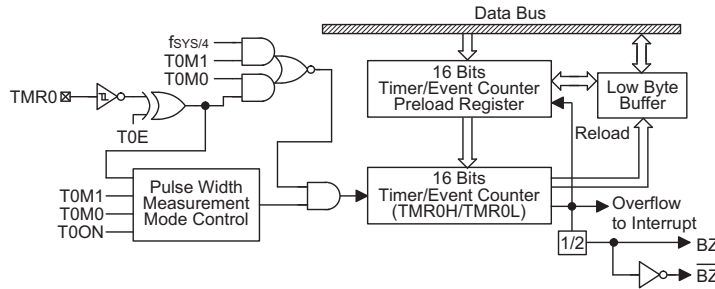 Data Bus
fSYS/4
T0M1
T0M0
TMR0
T0E
16 Bits
Timer/Event Counter
Preload Register
Low Byte
Buffer
Reload
T0M1
T0M0
T0ON
Pulse Width
Measurement
Mode Control
16 Bits
Timer/Event Counter
(TMR0H/TMR0L)
Overflow
to Interrupt
1/2
BZ
BZ